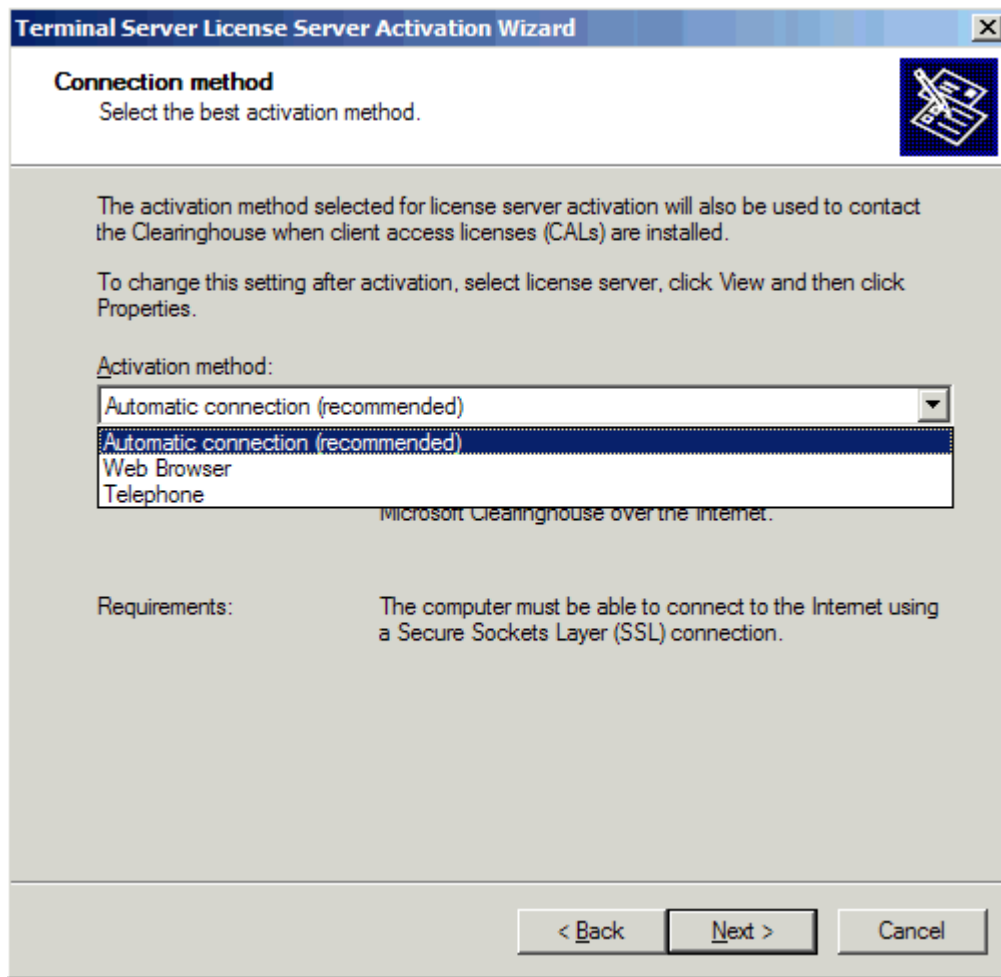 Terminal Server License Server Activation Wizard
Connection method
Select the best activation method.
The activation method selected for license server activation will also be used to contact
the Clearinghouse when client access licenses (CALs) are installed.
To change this setting after activation, select license server, click View and then click
Properties.
Activation method:
Automatic connection (recommended)
Automatic connection (recommended)
Web Browser
Telephone
Microsoft Clearinghouse over the Internet.
Requirements:
The computer must be able to connect to the Internet using
a Secure Sockets Layer (SSL) connection.
< Back
Next >
Cancel